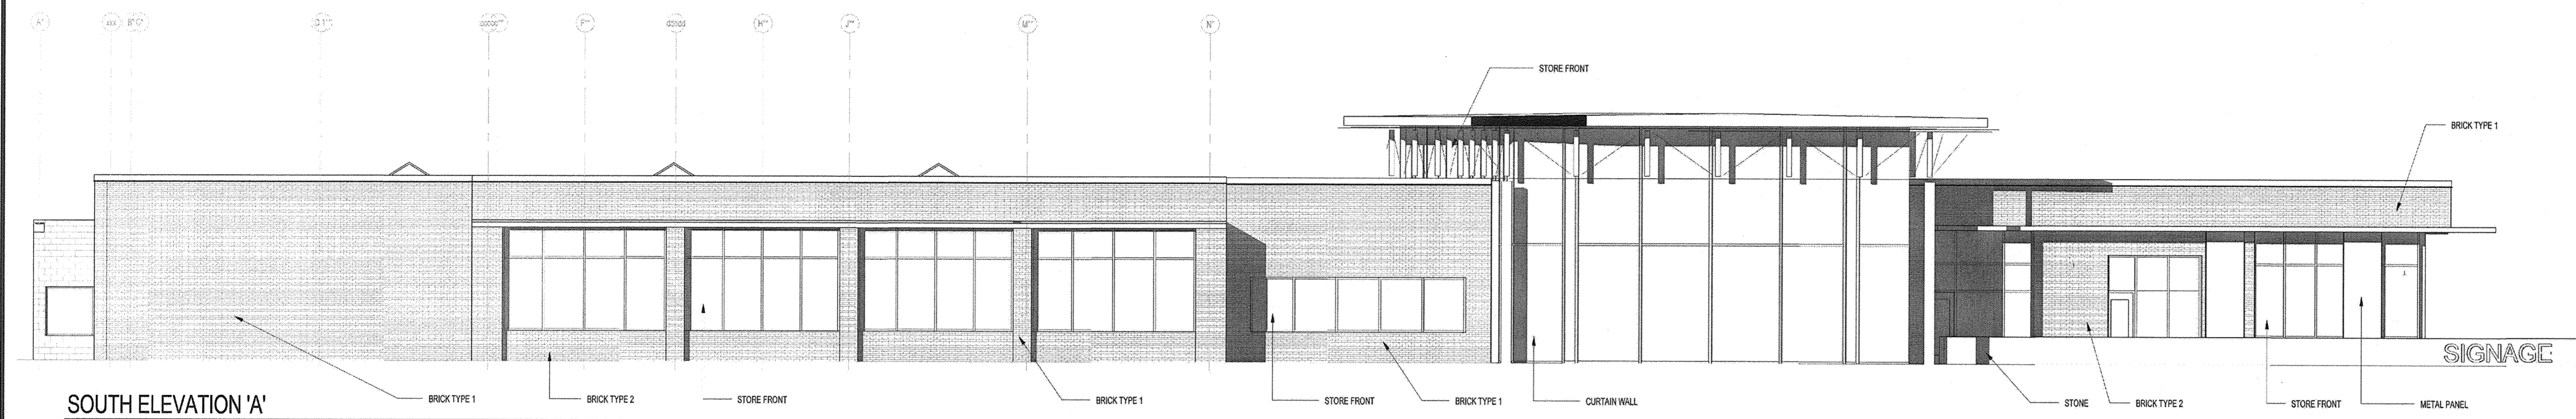 A'
xxx
F''
H''
J''
M''
N'
STORE FRONT
BRICK TYPE 1
SIGNAGE
BRICK TYPE 1
BRICK TYPE 2
STORE FRONT
BRICK TYPE 1
STORE FRONT
BRICK TYPE 1
CURTAIN WALL
STONE
BRICK TYPE 2
STORE FRONT
METAL PANEL
SOUTH ELEVATION 'A'